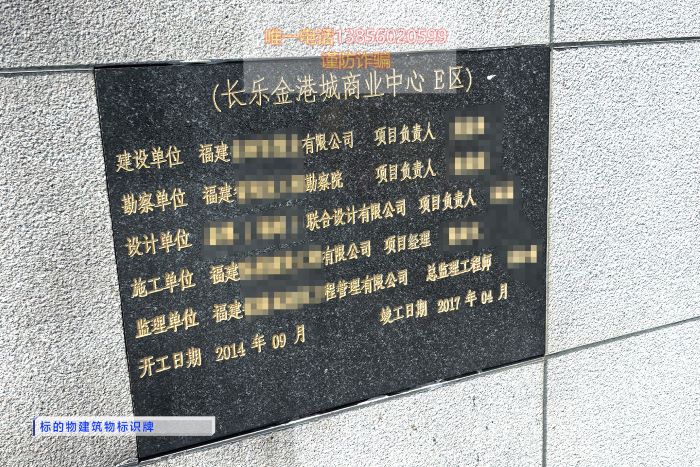 唯一电话13856020599
谨防诈骗
(长乐金港城商业中心 E区)
建设单位 福建 有限公司 项目负责人
勘察单位 福建 勘察院 项目负责人
设计单位 联合设计有限公司 项目负责人
施工单位 福建 有限公司 项目经理
监理单位 福建 程管理有限公司 总监理工程师
开工日期 2014 年 09 月 竣工日期 2017 年 04 月
标的物建筑物标识牌